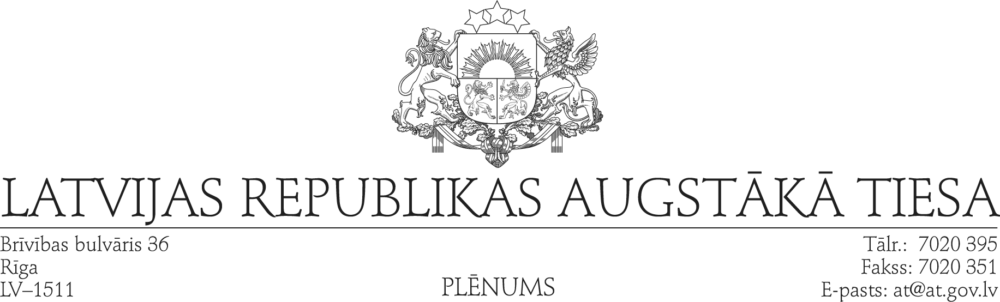 LATVIJAS REPUBLIKAS AUGSTĀKĀ TIESA
Brīvības bulvāris 36
Rīga
LV–1511
PLĒNUMS
Tālr.: 7020 395
Fakss: 7020 351
E-pasts: at@at.gov.lv